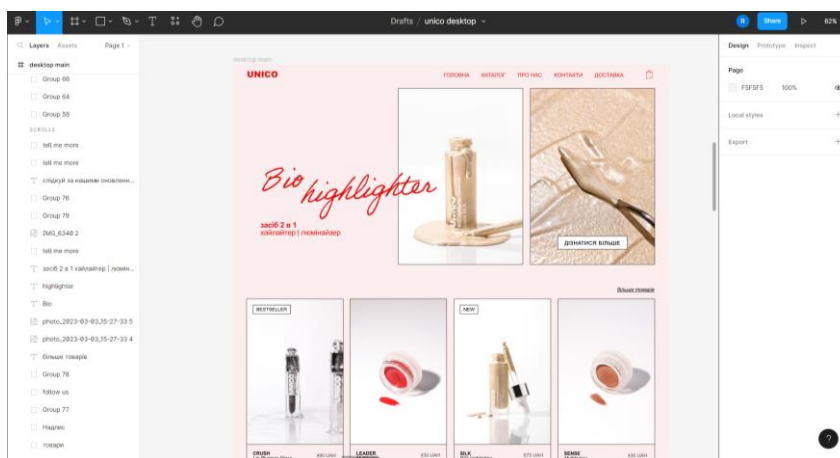 Drafts / unico desktop
R
Share
62%
Layers
Assets
Page 1
Design
Prototype
Inspect
desktop main
Group 66
Group 64
Group 58
SCROLLS
tell me more
tell me more
слідкуй за нашими оновленн...
Group 76
Group 79
IMG_6340 2
tell me more
засіб 2 в 1 хайлайтер | люмін...
highlighter
Bio
photo_2023-03-03_15-27-33 5
photo_2023-03-03_15-27-33 4
більше товарів
Group 78
follow us
Group 77
Надпис
товари
desktop main
UNICO
ГОЛОВНА
КАТАЛОГ
ПРО НАС
КОНТАКТИ
ДОСТАВКА
Bio
highlighter
засіб 2 в 1
хайлайтер | люмінайзер
ДІЗНАТИСЯ БІЛЬШЕ
більше товарів
BESTSELLER
NEW
CRUSH
LEADER
SILK
SENSE
Page
F5F5F5
100%
Local styles
Export
?